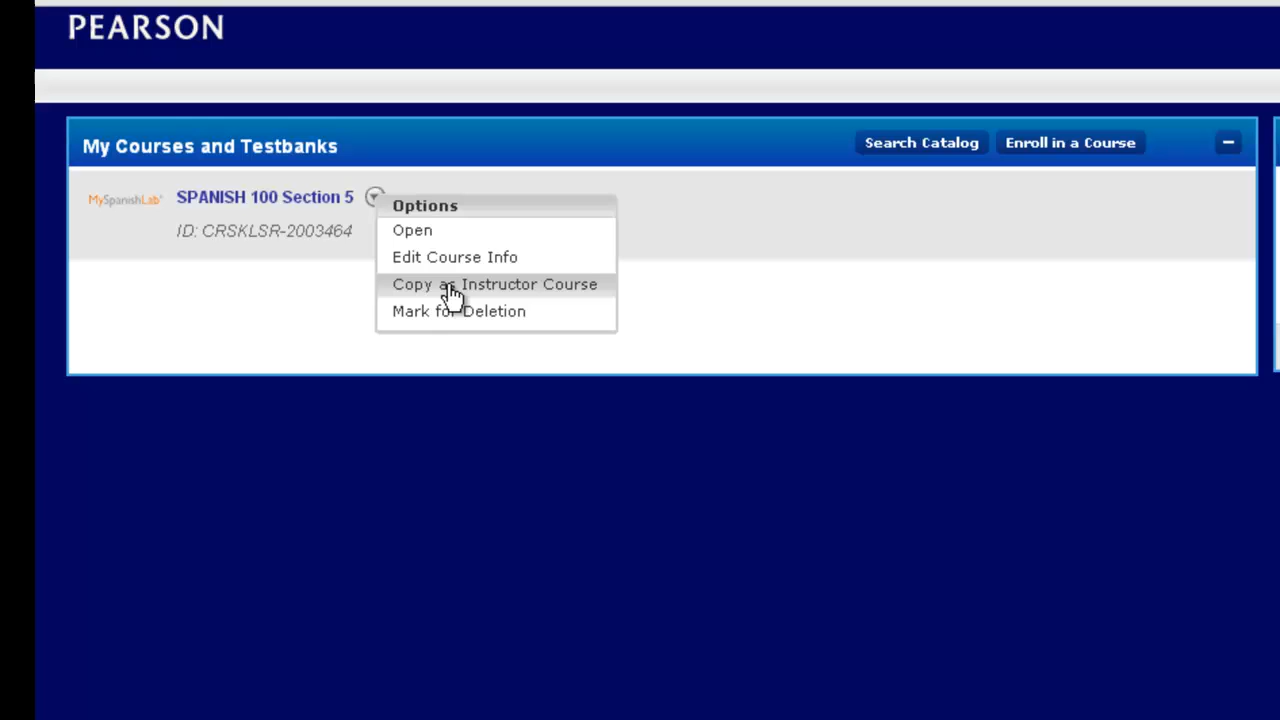 PEARSON
My Courses and Testbanks
Search Catalog
Enroll in a Course
MySpanishLab
SPANISH 100 Section 5
ID: CRSKLSR-2003464
Options
Open
Edit Course Info
Copy as Instructor Course
Mark for Deletion